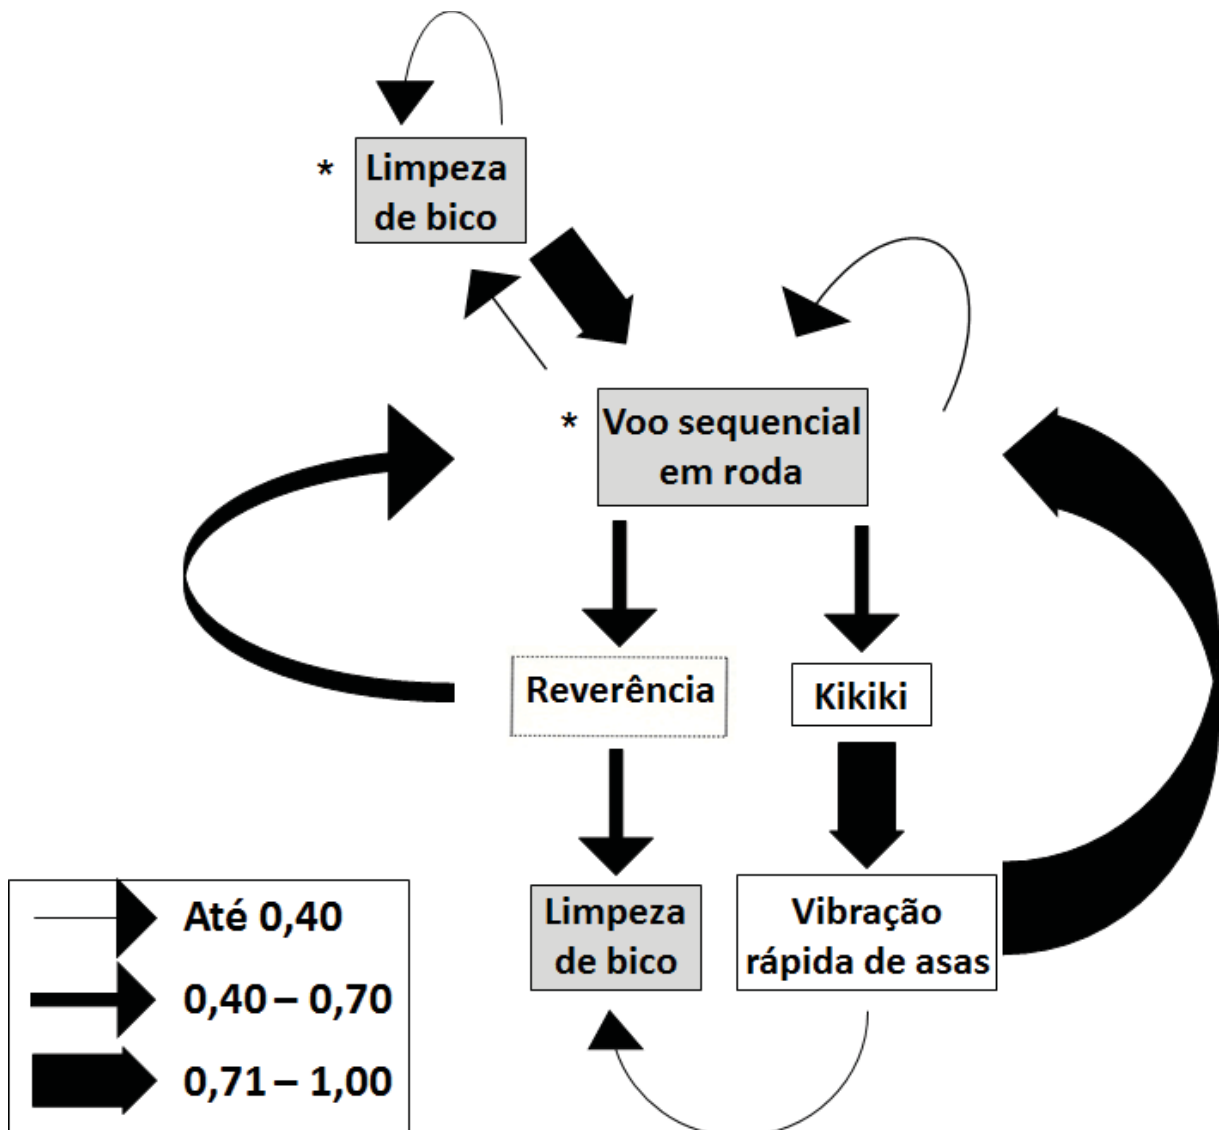 * Limpeza
de bico
* Voo sequencial
em roda
Reverência
Kikiki
Limpeza
de bico
Vibração
rápida de asas
Até 0,40
0,40 – 0,70
0,71 – 1,00